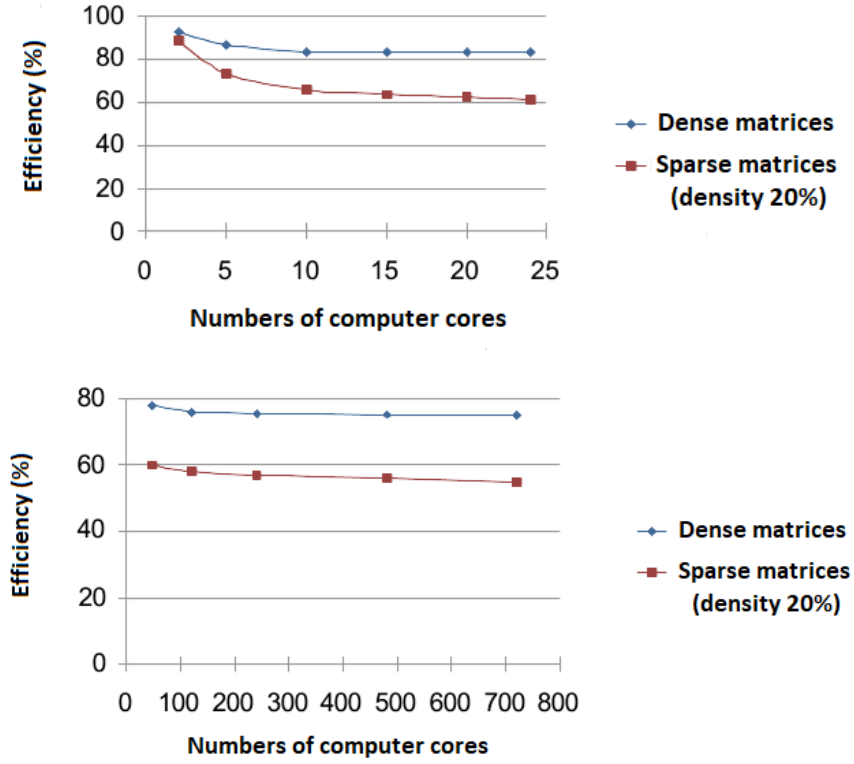 100
80
60
40
20
0
Efficiency (%)
0 5 10 15 20 25
Numbers of computer cores
Dense matrices
Sparse matrices
(density 20%)
80
60
40
20
0
Efficiency (%)
0 100 200 300 400 500 600 700 800
Numbers of computer cores
Dense matrices
Sparse matrices
(density 20%)